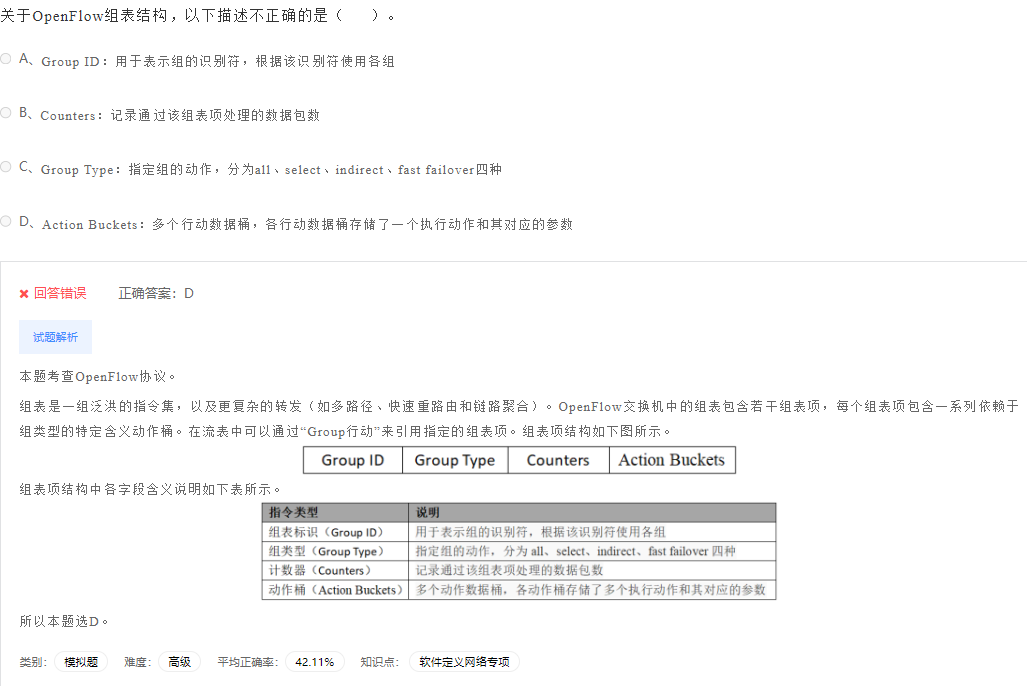 关于OpenFlow组表结构，以下描述不正确的是（ ）。
A、Group ID：用于表示组的识别符，根据该识别符使用各组
B、Counters：记录通过该组表项处理的数据包数
C、Group Type：指定组的动作，分为all、select、indirect、fast failover四种
D、Action Buckets：多个行动数据桶，各行动数据桶存储了一个执行动作和其对应的参数
回答错误 正确答案：D
试题解析
本题考查OpenFlow协议。
组表是一组泛洪的指令集，以及更复杂的转发（如多路径、快速重路由和链路聚合）。OpenFlow交换机中的组表包含若干组表项，每个组表项包含一系列依赖于
组类型的特定含义动作桶。在流表中可以通过“Group行动”来引用指定的组表项。组表项结构如下图所示。
Group ID Group Type Counters Action Buckets
组表项结构中各字段含义说明如下表所示。
指令类型 说明
组表标识（Group ID） 用于表示组的识别符，根据该识别符使用各组
组类型（Group Type） 指定组的动作，分为 all、select、indirect、fast failover 四种
计数器（Counters） 记录通过该组表项处理的数据包数
动作桶（Action Buckets） 多个动作数据桶，各动作桶存储了多个执行动作和其对应的参数
所以本题选D。
类别： 模拟题 难度： 高级 平均正确率： 42.11% 知识点： 软件定义网络专项